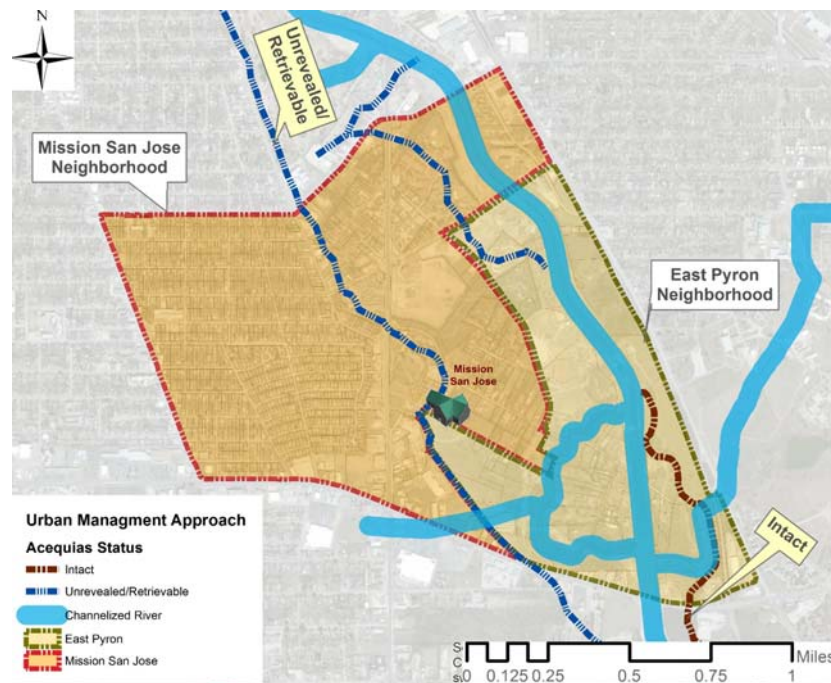 N
Unrevealed/
Retrievable
Mission San Jose
Neighborhood
East Pyron
Neighborhood
Mission
San Jose
Intact
Urban Managment Approach
Acequias Status
Intact
Unrevealed/Retrievable
Channelized River
East Pyron
Mission San Jose
S
C
sy
0 0.125 0.25 0.5 0.75 1
Miles